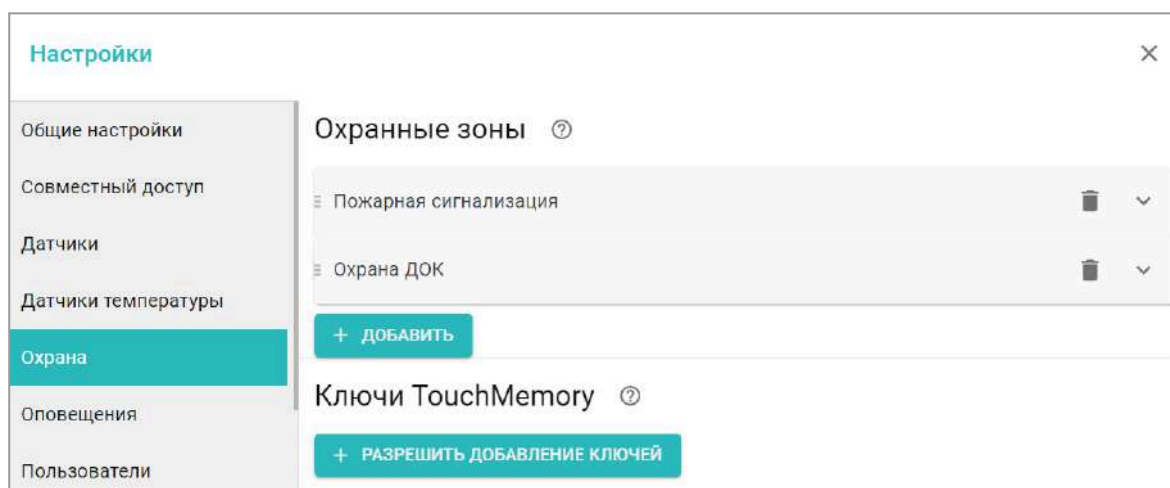 Настройки
Общие настройки
Совместный доступ
Датчики
Датчики температуры
Охрана
Оповещения
Пользователи
Охранные зоны
Пожарная сигнализация
Охрана ДОК
+ ДОБАВИТЬ
Ключи TouchMemory
+ РАЗРЕШИТЬ ДОБАВЛЕНИЕ КЛЮЧЕЙ